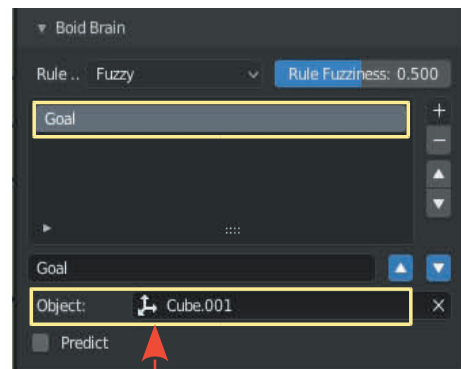 Boid Brain
Rule .. Fuzzy Rule Fuzziness: 0.500
Goal
Goal
Object: Cube.001
Predict